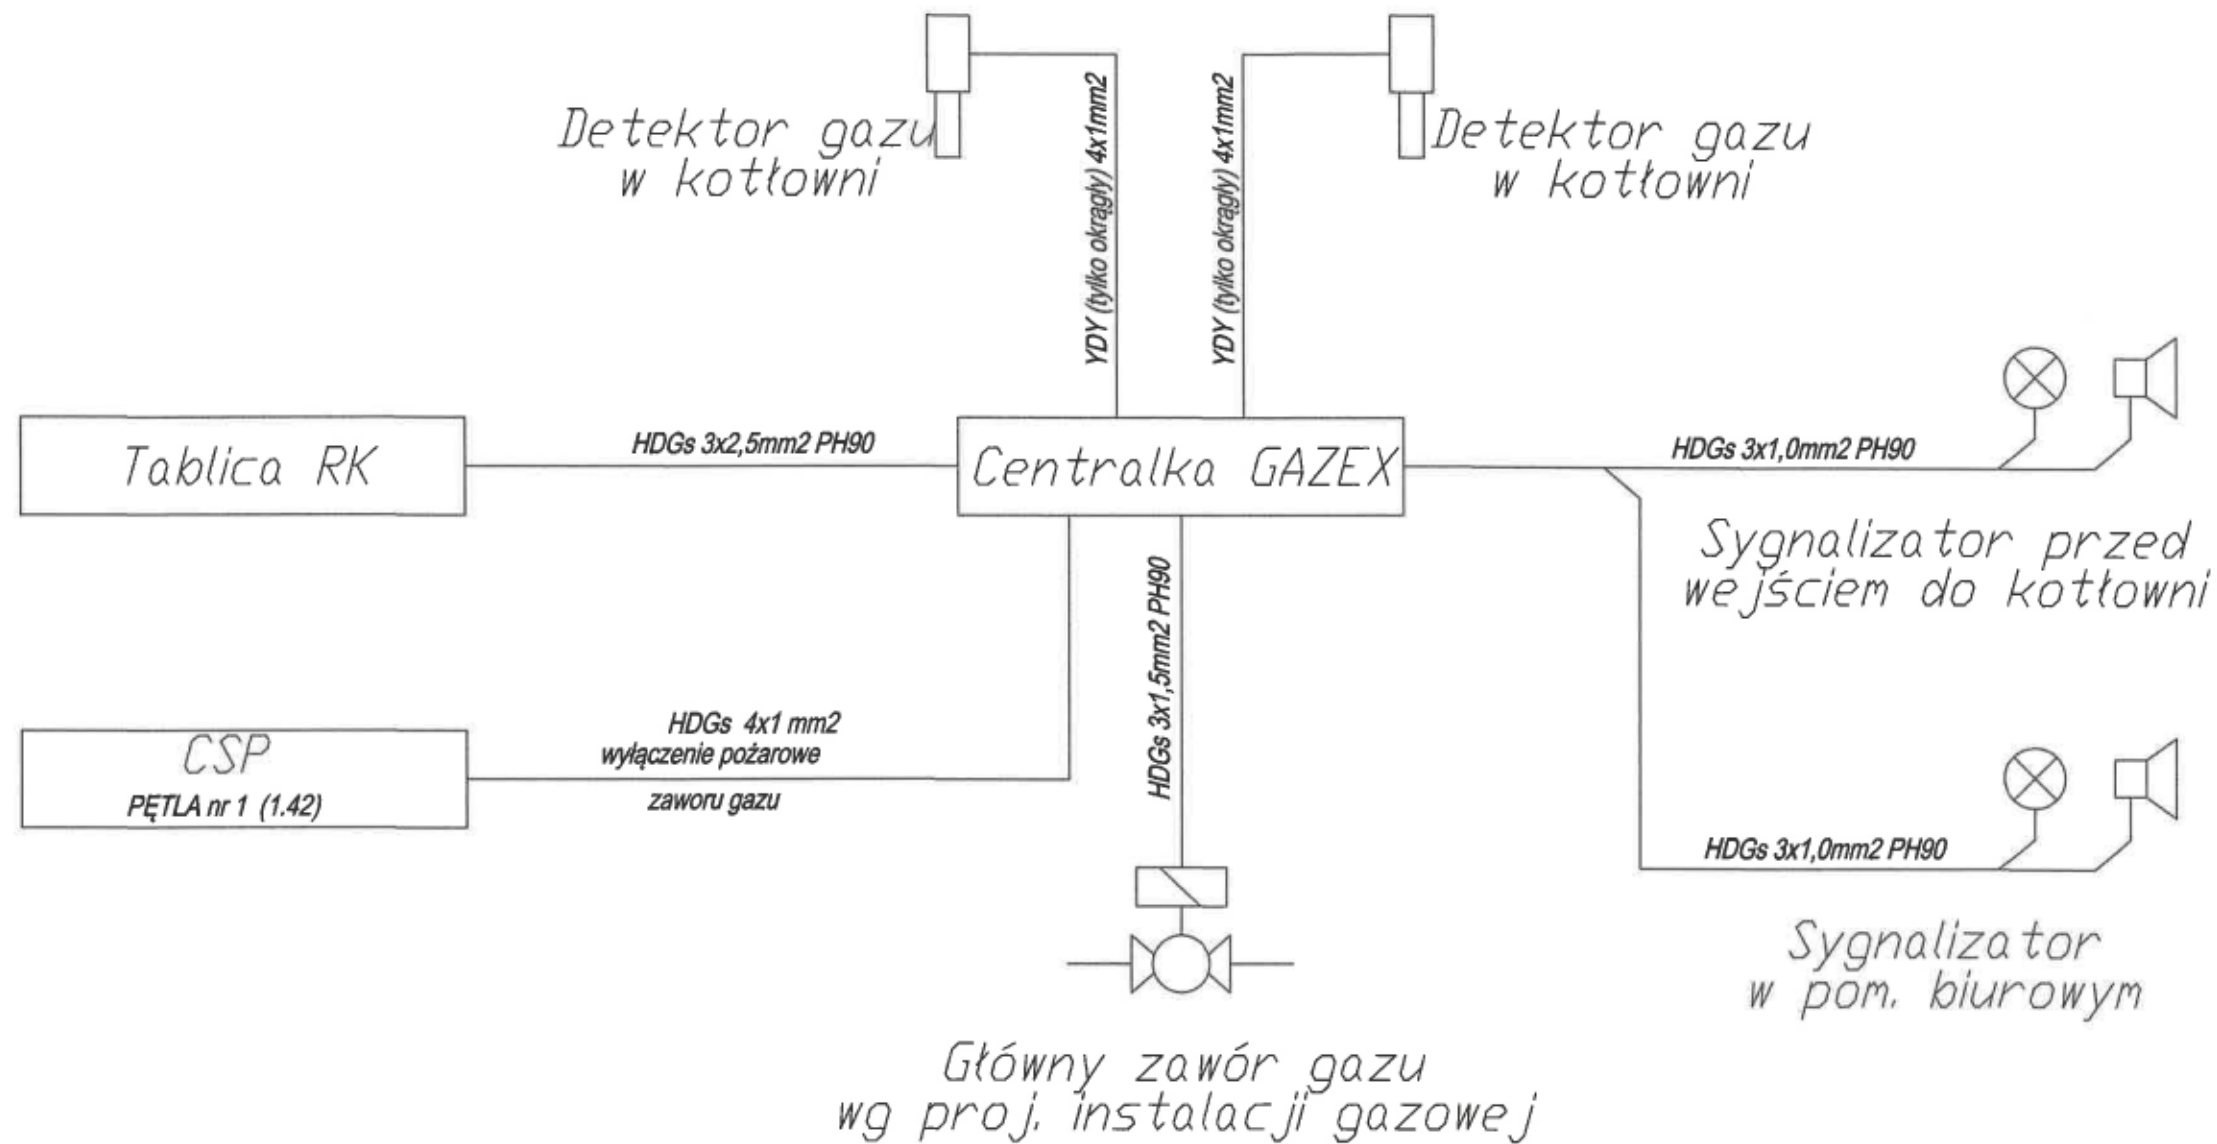 Detektor gazu
w kotłowni
YDY (tylko okrągły) 4x1mm2
YDY (tylko okrągły) 4x1mm2
Detektor gazu
w kotłowni
Tablica RK
HDGs 3x2,5mm2 PH90
Centralka GAZEX
HDGs 3x1,0mm2 PH90
Sygnalizator przed
wejściem do kotłowni
CSP
PĘTLA nr 1 (1.42)
HDGs 4x1 mm2
wyłączenie pożarowe
zaworu gazu
HDGs 3x1,5mm2 PH90
HDGs 3x1,0mm2 PH90
Sygnalizator
w pom. biurowym
Główny zawór gazu
wg proj. instalacji gazowej